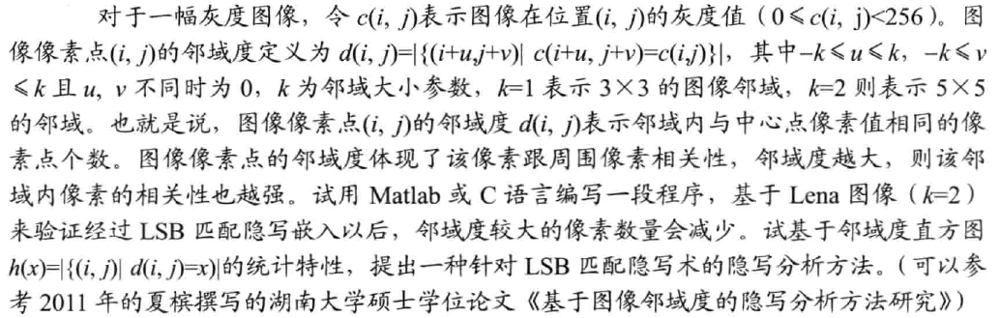 对于一幅灰度图像，令 c(i, j)表示图像在位置(i, j)的灰度值（0≤c(i, j)<256）。图
像像素点(i, j)的邻域度定义为 d(i, j)=|{(i+u,j+v)| c(i+u, j+v)=c(i,j)}|，其中–k≤u≤k，–k≤v
≤k 且 u, v 不同时为 0，k 为邻域大小参数，k=1 表示 3×3 的图像邻域，k=2 则表示 5×5
的邻域。也就是说，图像像素点(i, j)的邻域度 d(i, j)表示邻域内与中心点像素值相同的像
素点个数。图像像素点的邻域度体现了该像素跟周围像素相关性，邻域度越大，则该邻
域内像素的相关性也越强。试用 Matlab 或 C 语言编写一段程序，基于 Lena 图像（k=2）
来验证经过 LSB 匹配隐写嵌入以后，邻域度较大的像素数量会减少。试基于邻域度直方图
h(x)=|{(i, j)| d(i, j)=x}|的统计特性，提出一种针对 LSB 匹配隐写术的隐写分析方法。（可以参
考 2011 年的夏槟撰写的湖南大学硕士学位论文《基于图像邻域度的隐写分析方法研究》）